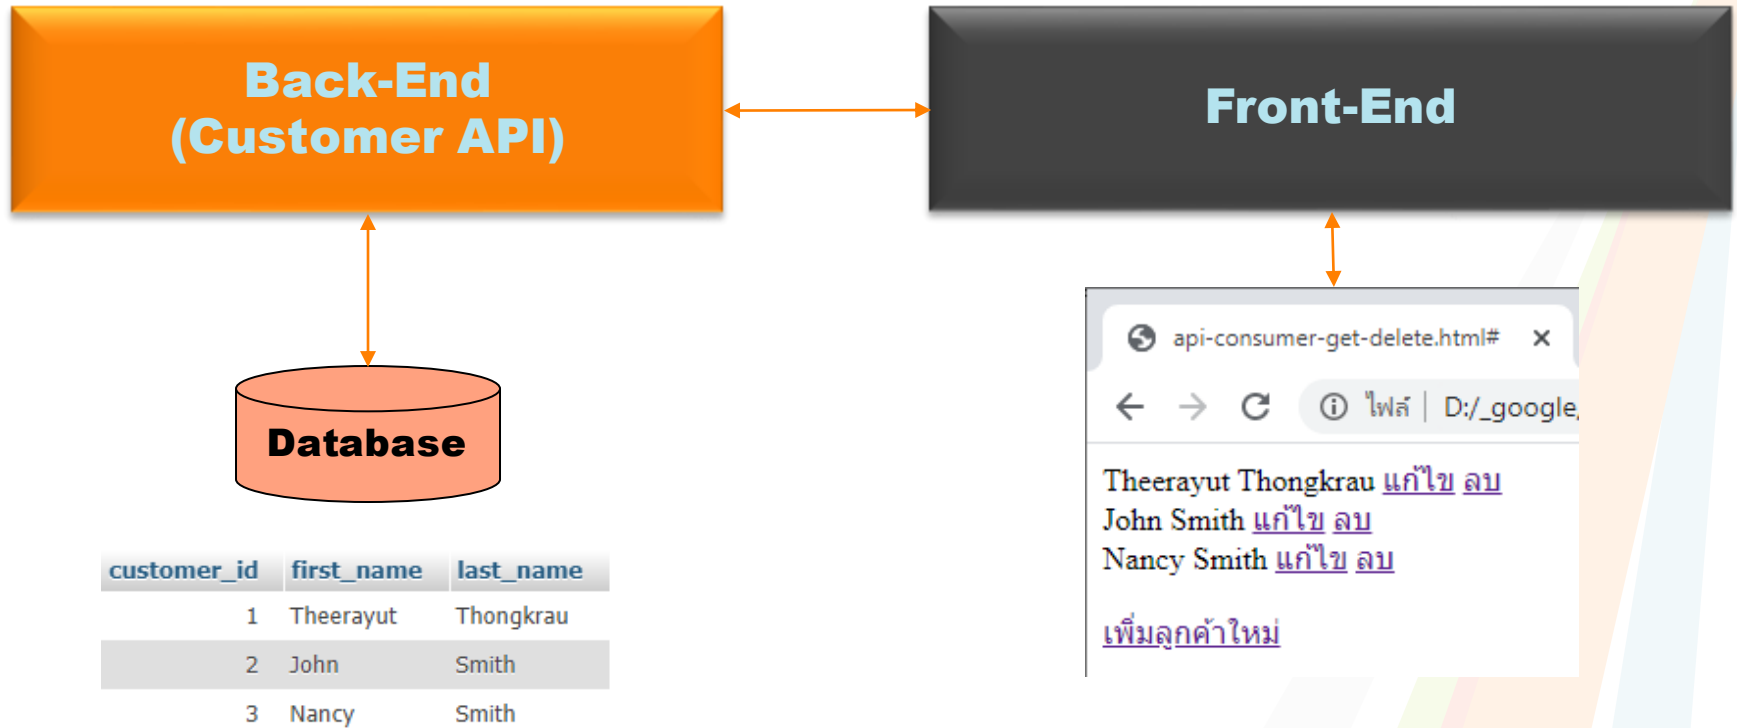 Back-End
(Customer API)
Front-End
Database
customer_id first_name last_name
1 Theerayut Thongkrau
2 John Smith
3 Nancy Smith
api-consumer-get-delete.html#
ไฟล์ D:/_google/
Theerayut Thongkrau แก้ไข ลบ
John Smith แก้ไข ลบ
Nancy Smith แก้ไข ลบ
เพิ่มลูกค้าใหม่